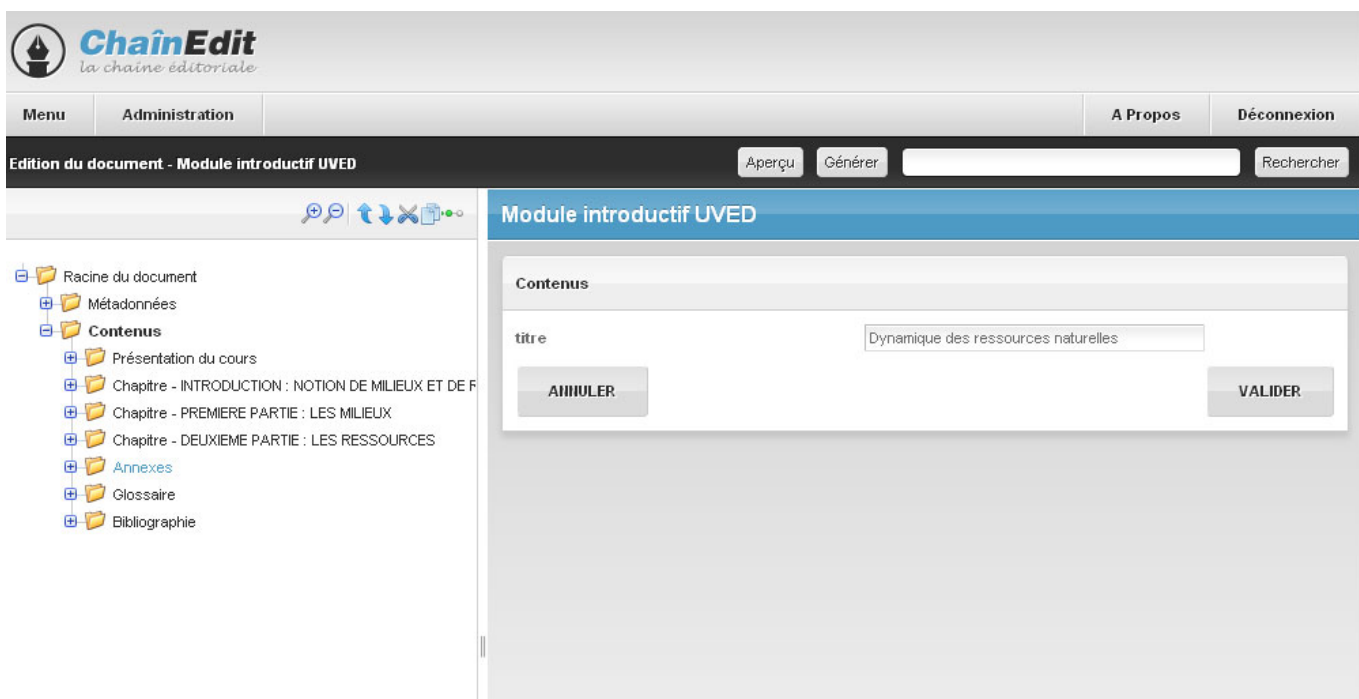 ChaînEdit
la chaîne éditoriale
Menu Administration A Propos Déconnexion
Edition du document - Module introductif UVED Aperçu Générer Rechercher
Module introductif UVED
Racine du document
Métadonnées
Contenus
Présentation du cours
Chapitre - INTRODUCTION : NOTION DE MILIEUX ET DE
Chapitre - PREMIERE PARTIE : LES MILIEUX
Chapitre - DEUXIEME PARTIE : LES RESSOURCES
Annexes
Glossaire
Bibliographie
Contenus
titre Dynamique des ressources naturelles
ANNULER VALIDER